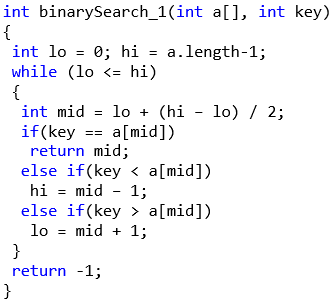 int binarySearch_1(int a[], int key)
{
 int lo = 0; hi = a.length-1;
 while (lo <= hi)
 {
  int mid = lo + (hi – lo) / 2;
  if(key == a[mid])
   return mid;
  else if(key < a[mid])
   hi = mid – 1;
  else if(key > a[mid])
   lo = mid + 1;
 }
 return -1;
}